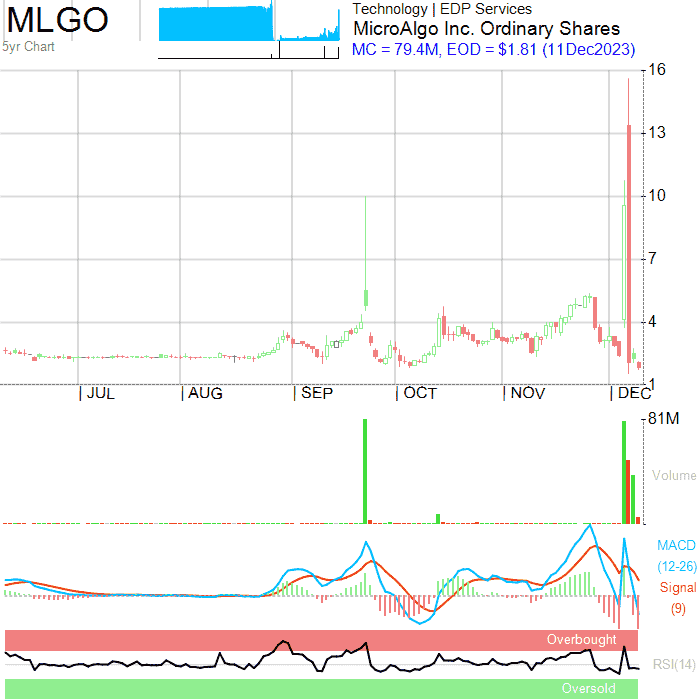 MLGO
5yr Chart
Technology | EDP Services
MicroAlgo Inc. Ordinary Shares
MC = 79.4M, EOD = $1.81 (11Dec2023)
16
13
10
7
4
1
| JUL | AUG | SEP | OCT | NOV | DEC
81M
Volume
MACD
(12-26)
Signal
(9)
Overbought
RSI(14)
Oversold